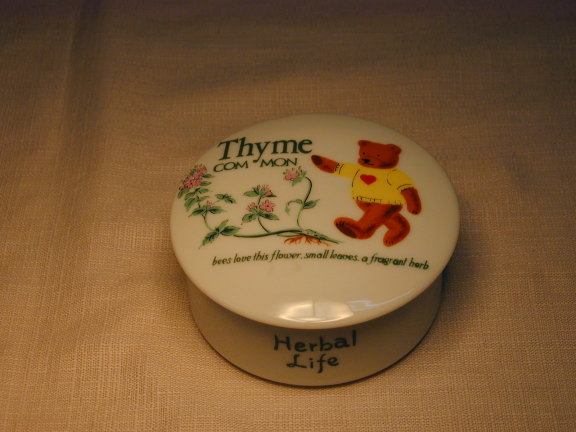 Thyme
COM MON
bees love this flower, small leaves, a fragrant herb
Herbal
Life